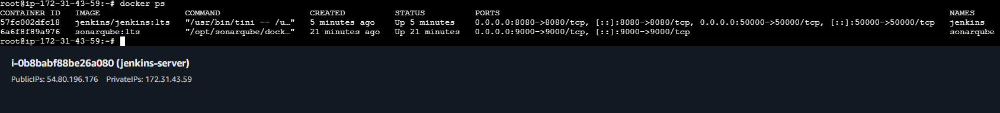 root@ip-172-31-43-59:~# docker ps
CONTAINER ID   IMAGE                 COMMAND                  CREATED          STATUS          PORTS                                                                                      NAMES
57fc002dfc18   jenkins/jenkins:lts   "/usr/bin/tini -- /u…"   5 minutes ago    Up 5 minutes    0.0.0.0:8080->8080/tcp, [::]:8080->8080/tcp, 0.0.0.0:50000->50000/tcp, [::]:50000->50000/tcp   jenkins
6a6f8f89a976   sonarqube:lts         "/opt/sonarqube/dock…"   21 minutes ago   Up 21 minutes   0.0.0.0:9000->9000/tcp, [::]:9000->9000/tcp                                                sonarqube
root@ip-172-31-43-59:~#
i-0b8babf88be26a080 (jenkins-server)
PublicIPs: 54.80.196.176 PrivateIPs: 172.31.43.59